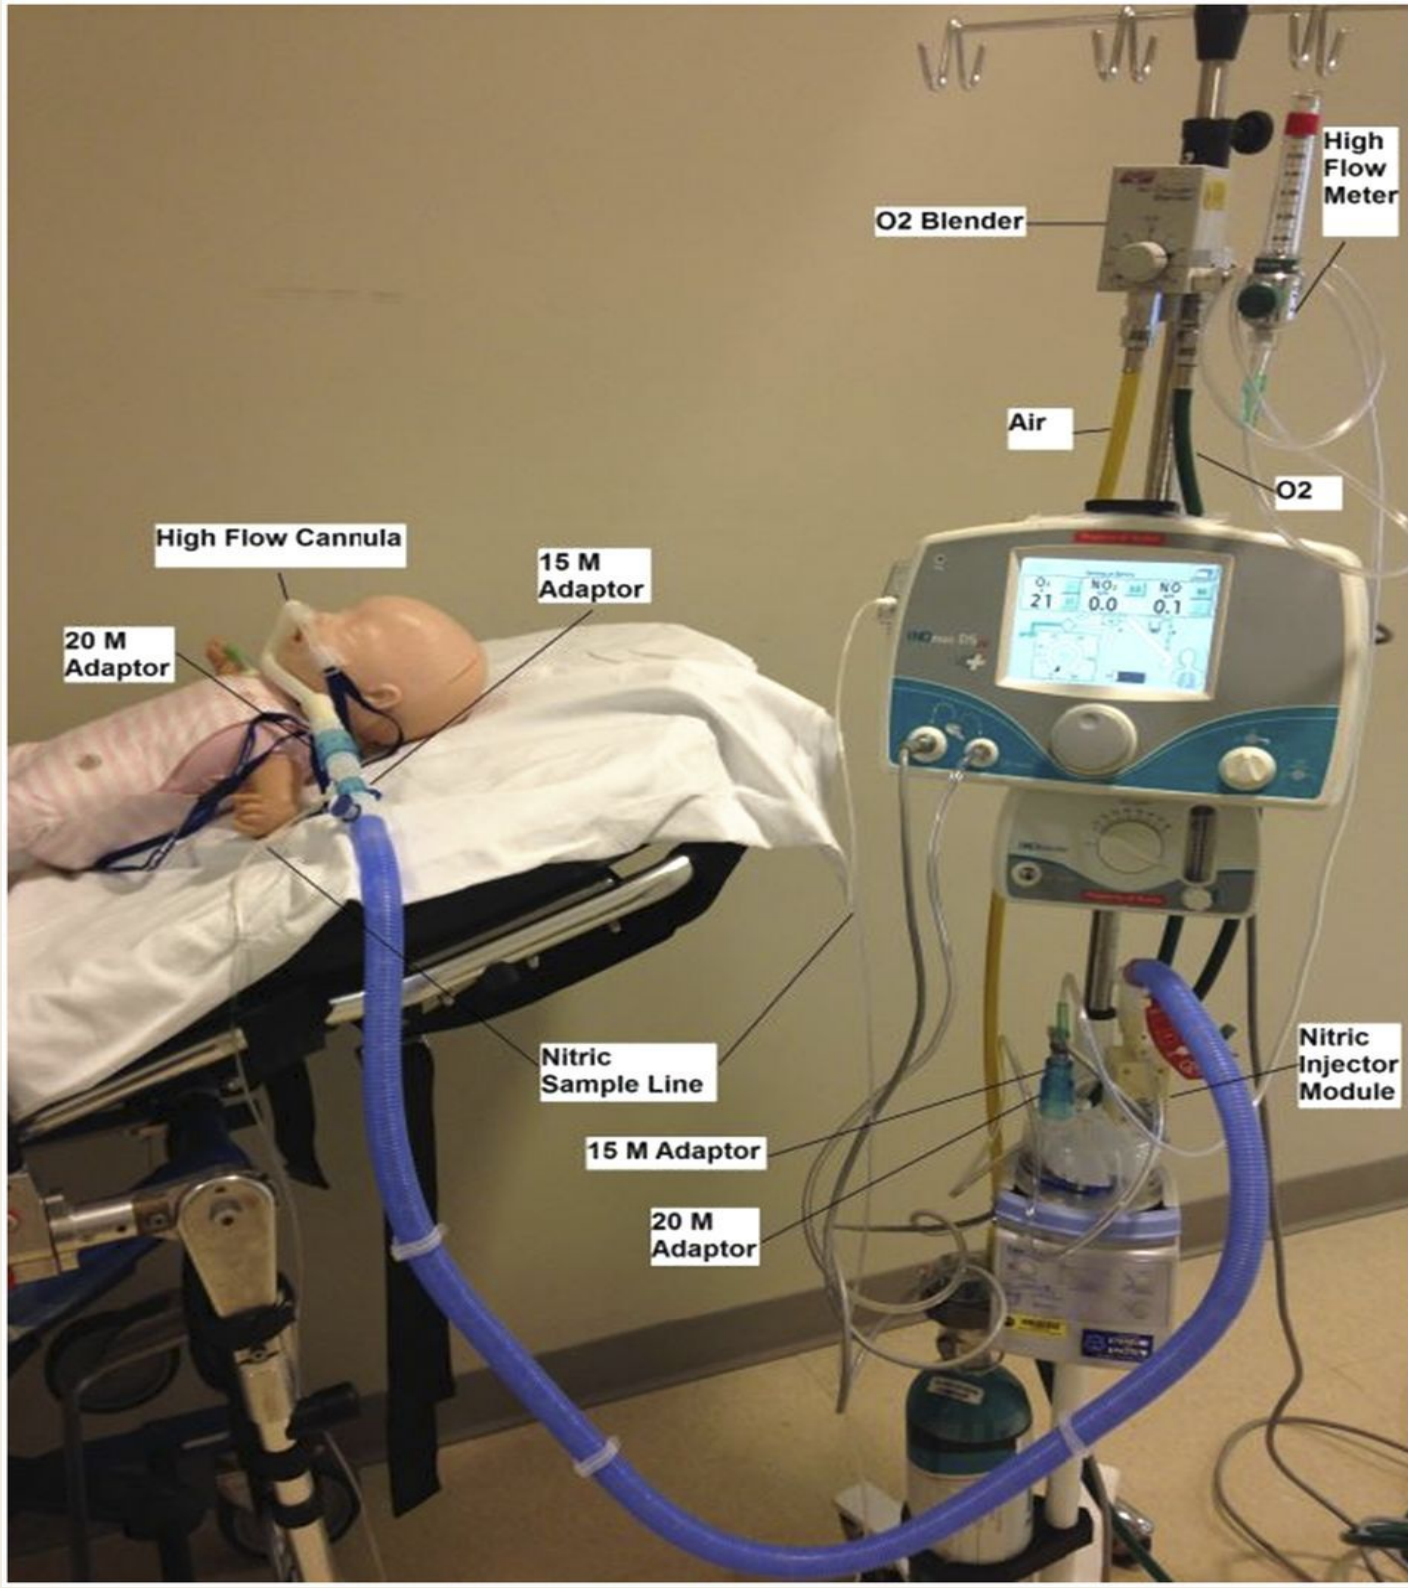 High
Flow
Meter
O2 Blender
Air
O2
High Flow Cannula
15 M
Adaptor
20 M
Adaptor
O₂
NO₂
NO
21
0.0
0.1
Nitric
Sample Line
Nitric
Injector
Module
15 M Adaptor
20 M
Adaptor